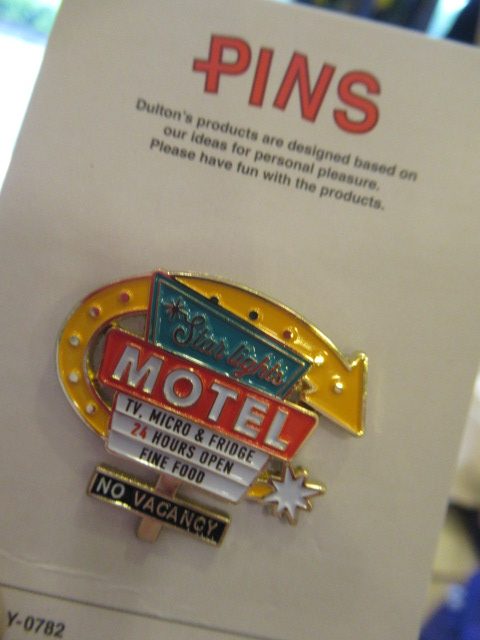 PINS
Dulton's products are designed based on
our ideas for personal pleasure.
Please have fun with the products.
Star lights
MOTEL
TV, MICRO & FRIDGE
24 HOURS OPEN
FINE FOOD
NO VACANCY
Y-0782